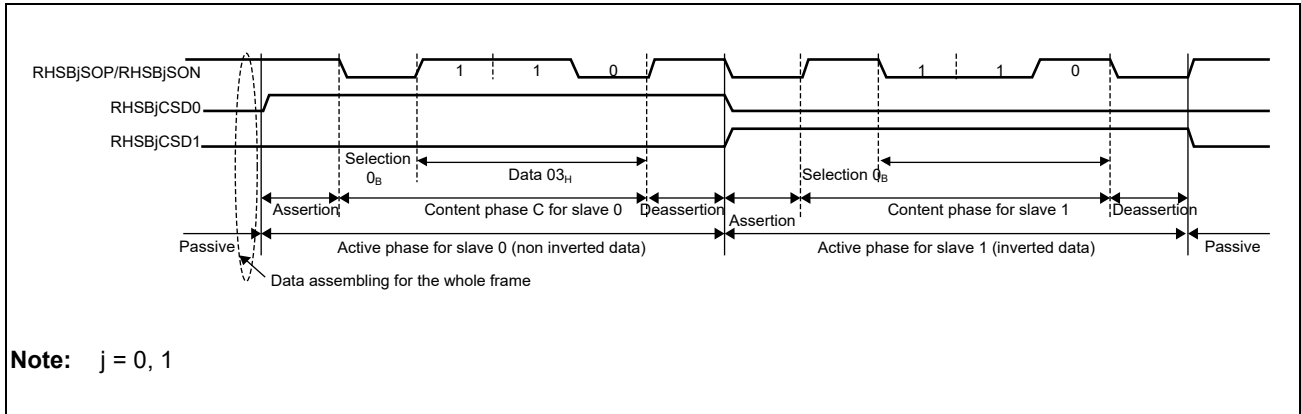 RHSBjSOP/RHSBjSON
1 1 0 1 1 0
RHSBjCSD0
RHSBjCSD1
Selection 0B Data 03H Selection 0B
Assertion Content phase C for slave 0 Deassertion Assertion Content phase for slave 1 Deassertion
Passive Active phase for slave 0 (non inverted data) Active phase for slave 1 (inverted data) Passive
Data assembling for the whole frame
Note: j = 0, 1